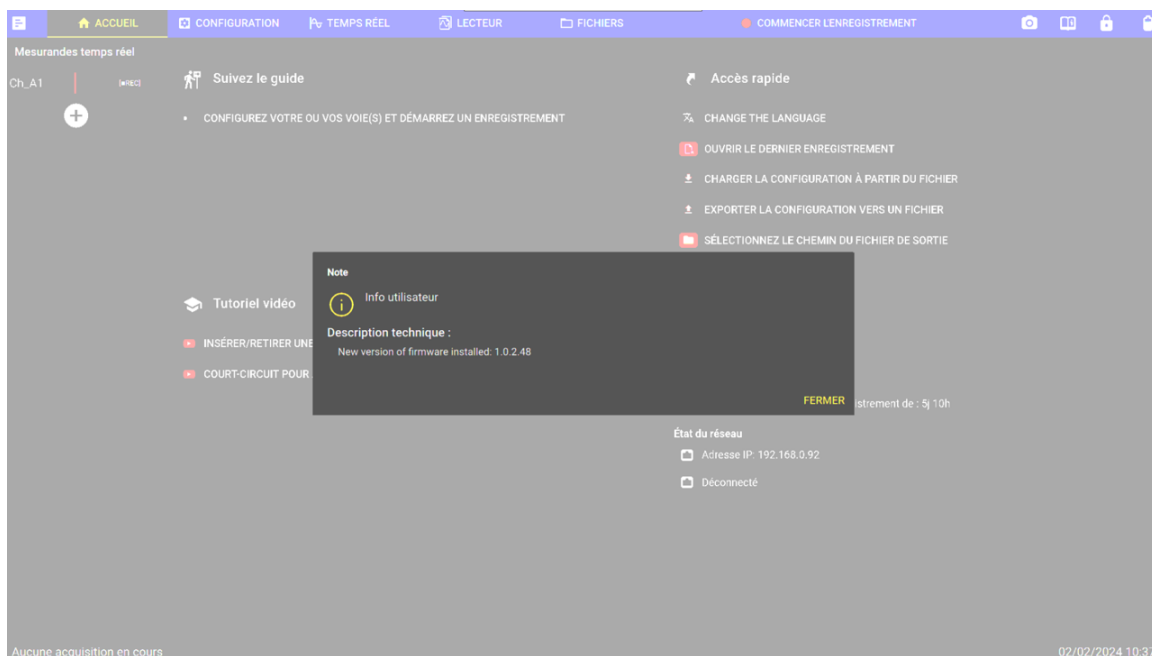 ACCUEIL CONFIGURATION TEMPS RÉEL LECTEUR FICHIERS COMMENCER L'ENREGISTREMENT
Mesurandes temps réel
Ch_A1 [●REC]
Suivez le guide
CONFIGUREZ VOTRE OU VOS VOIE(S) ET DÉMARREZ UN ENREGISTREMENT
Accès rapide
CHANGE THE LANGUAGE
OUVRIR LE DERNIER ENREGISTREMENT
CHARGER LA CONFIGURATION À PARTIR DU FICHIER
EXPORTER LA CONFIGURATION VERS UN FICHIER
SÉLECTIONNEZ LE CHEMIN DU FICHIER DE SORTIE
Note
Info utilisateur
Description technique :
New version of firmware installed: 1.0.2.48
FERMER
Tutoriel vidéo
INSÉRER/RETIRER UNE
COURT-CIRCUIT POUR
istrement de : 5j 10h
État du réseau
Adresse IP: 192.168.0.92
Déconnecté
Aucune acquisition en cours
02/02/2024 10:37